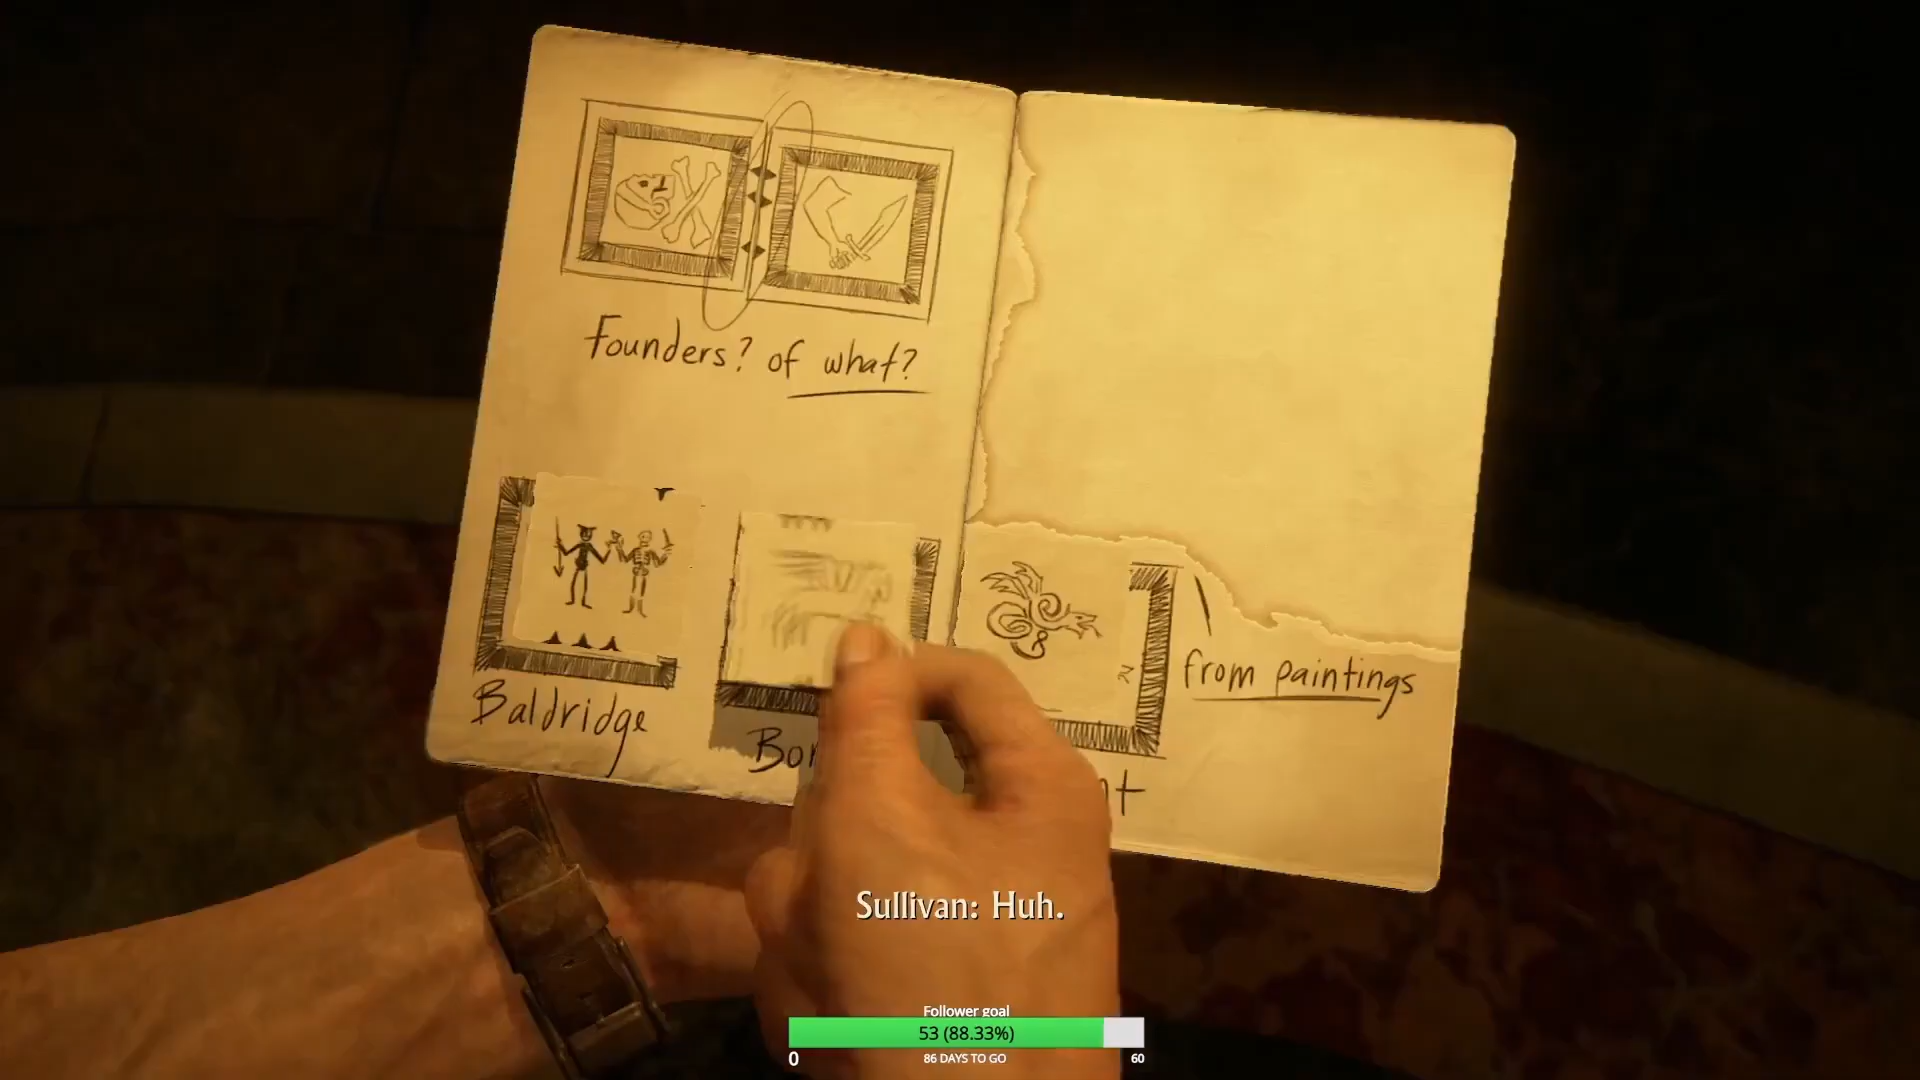 Founders? of what?
Baldridge
from paintings
Sullivan: Huh.
Follower goal
53 (88.33%)
0
86 DAYS TO GO
60